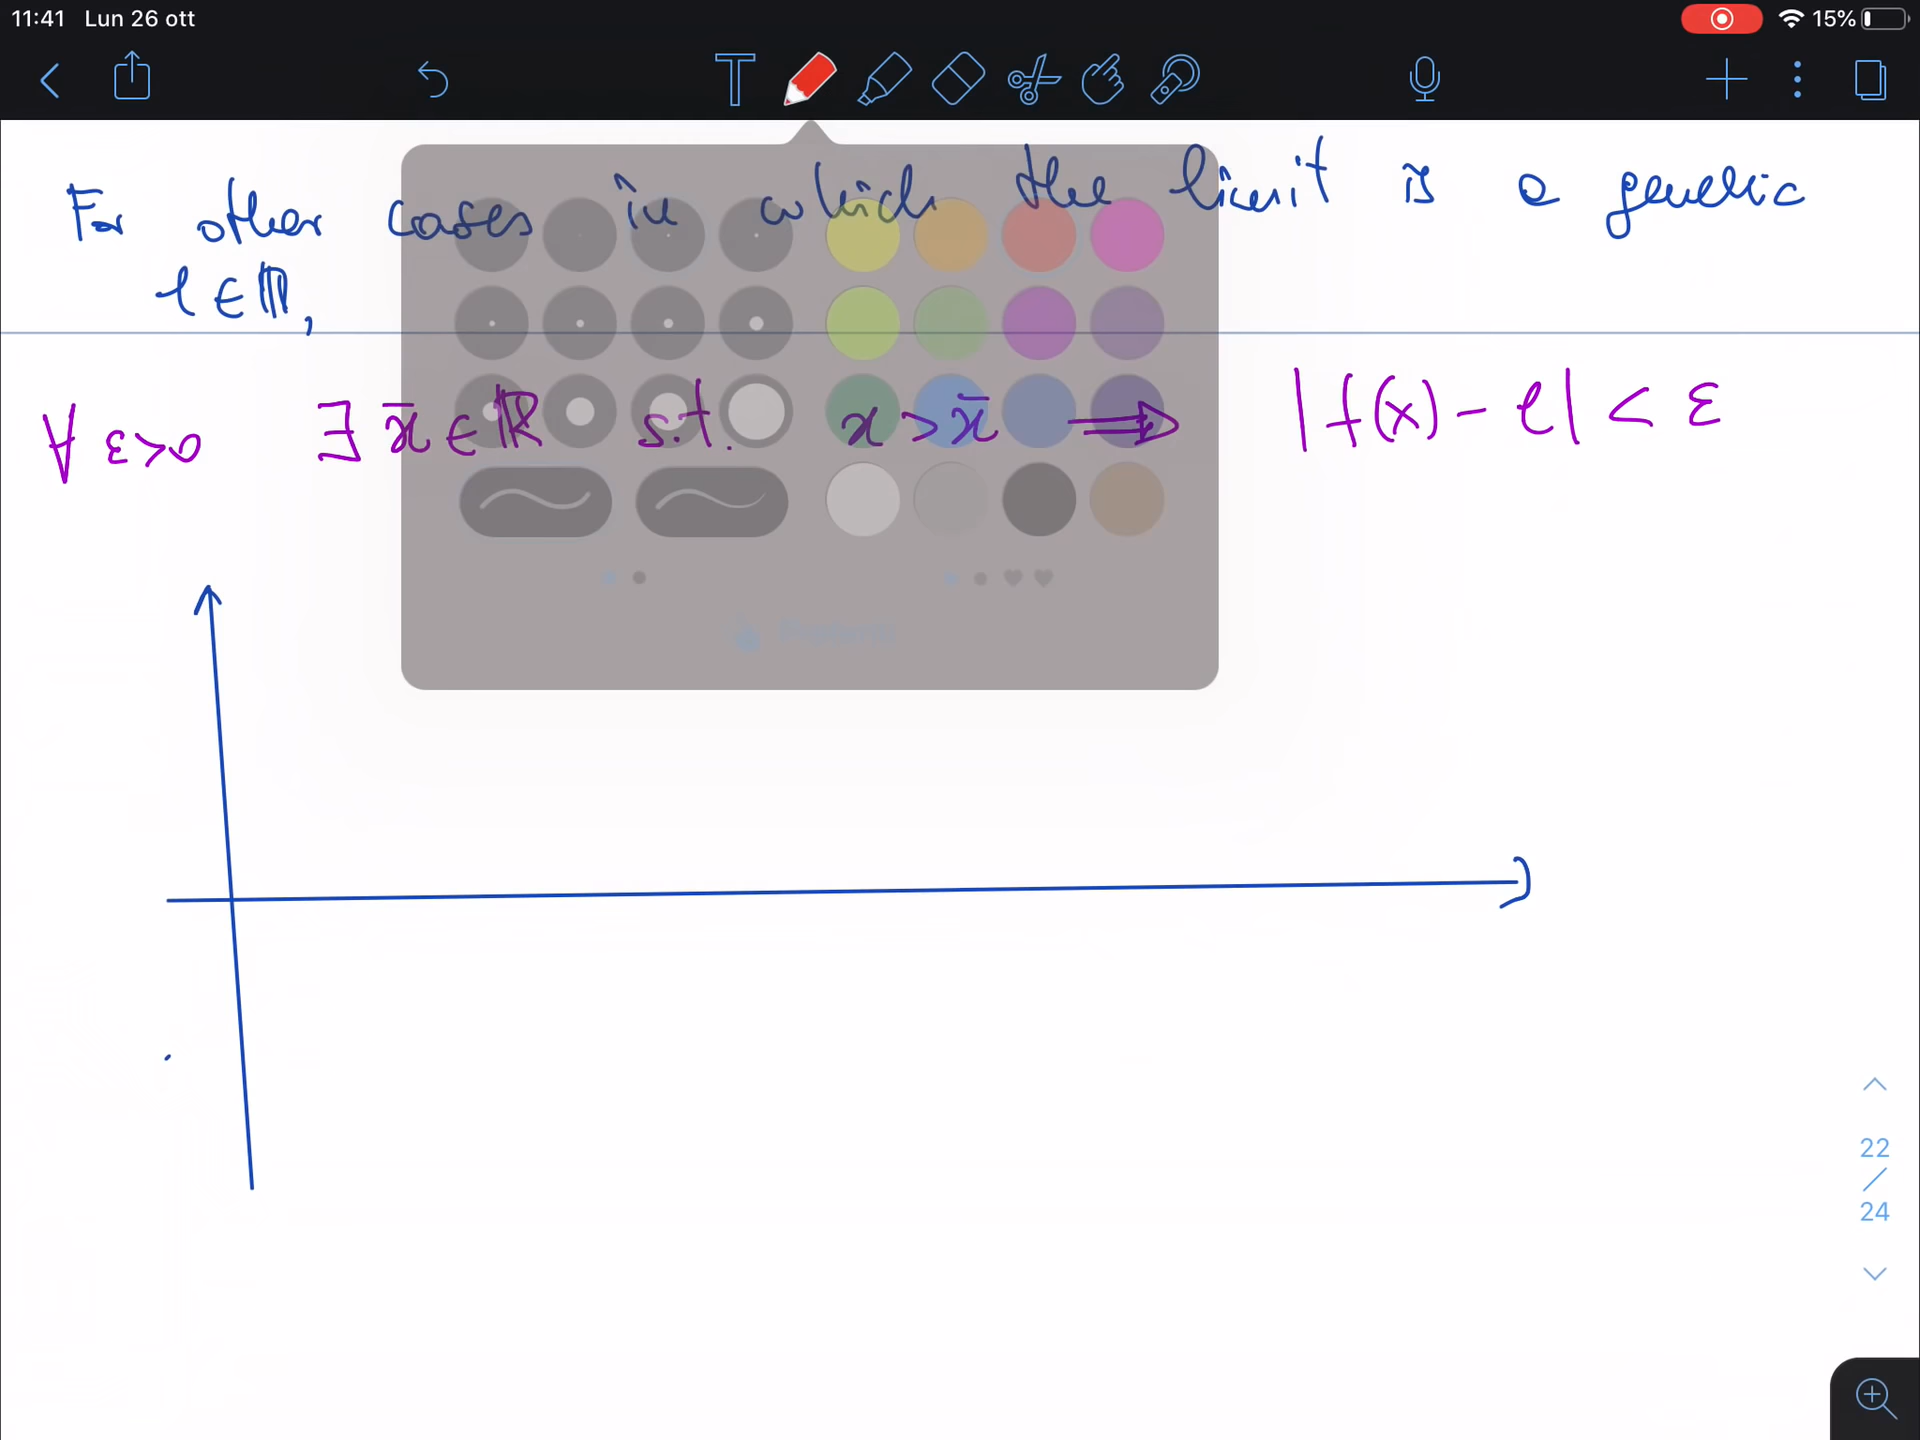 11:41 Lun 26 ott 15%
For other cases in which the limit is a generic
l ∈ ℝ,
∀ ε>0 ∃ x̄ ∈ ℝ s.t. x > x̄ ⟹ |f(x) - l| < ε
22
/
24